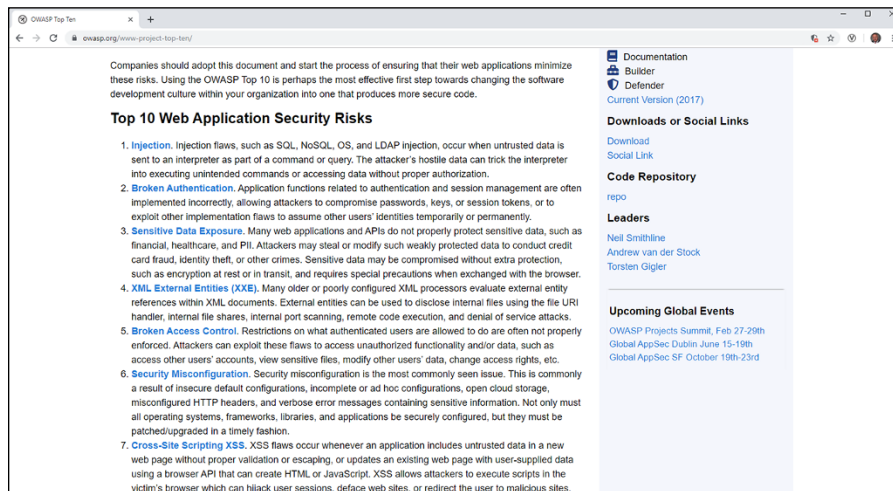 OWASP Top Ten
owasp.org/www-project-top-ten/
Companies should adopt this document and start the process of ensuring that their web applications minimize
these risks. Using the OWASP Top 10 is perhaps the most effective first step towards changing the software
development culture within your organization into one that produces more secure code.
Top 10 Web Application Security Risks
1. Injection. Injection flaws, such as SQL, NoSQL, OS, and LDAP injection, occur when untrusted data is
sent to an interpreter as part of a command or query. The attacker's hostile data can trick the interpreter
into executing unintended commands or accessing data without proper authorization.
2. Broken Authentication. Application functions related to authentication and session management are often
implemented incorrectly, allowing attackers to compromise passwords, keys, or session tokens, or to
exploit other implementation flaws to assume other users' identities temporarily or permanently.
3. Sensitive Data Exposure. Many web applications and APIs do not properly protect sensitive data, such as
financial, healthcare, and PII. Attackers may steal or modify such weakly protected data to conduct credit
card fraud, identity theft, or other crimes. Sensitive data may be compromised without extra protection,
such as encryption at rest or in transit, and requires special precautions when exchanged with the browser.
4. XML External Entities (XXE). Many older or poorly configured XML processors evaluate external entity
references within XML documents. External entities can be used to disclose internal files using the file URI
handler, internal file shares, internal port scanning, remote code execution, and denial of service attacks.
5. Broken Access Control. Restrictions on what authenticated users are allowed to do are often not properly
enforced. Attackers can exploit these flaws to access unauthorized functionality and/or data, such as
access other users' accounts, view sensitive files, modify other users' data, change access rights, etc.
6. Security Misconfiguration. Security misconfiguration is the most commonly seen issue. This is commonly
a result of insecure default configurations, incomplete or ad hoc configurations, open cloud storage,
misconfigured HTTP headers, and verbose error messages containing sensitive information. Not only must
all operating systems, frameworks, libraries, and applications be securely configured, but they must be
patched/upgraded in a timely fashion.
7. Cross-Site Scripting XSS. XSS flaws occur whenever an application includes untrusted data in a new
web page without proper validation or escaping, or updates an existing web page with user-supplied data
using a browser API that can create HTML or JavaScript. XSS allows attackers to execute scripts in the
victim's browser which can hijack user sessions, deface web sites, or redirect the user to malicious sites.
Documentation
Builder
Defender
Current Version (2017)
Downloads or Social Links
Download
Social Link
Code Repository
repo
Leaders
Neil Smithline
Andrew van der Stock
Torsten Gigler
Upcoming Global Events
OWASP Projects Summit, Feb 27-29th
Global AppSec Dublin June 15-19th
Global AppSec SF October 19th-23rd